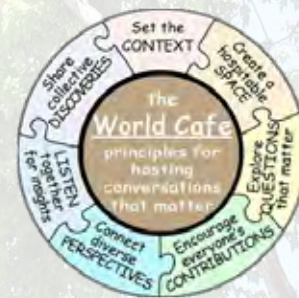 Set the
CONTEXT
Create a
hospitable
SPACE
Explore
QUESTIONS
that matter
Encourage
everyone's
CONTRIBUTIONS
Connect
diverse
PERSPECTIVES
LISTEN
together
for insights
Share
collective
DISCOVERIES
the
World Cafe
principles for
hosting
conversations
that matter